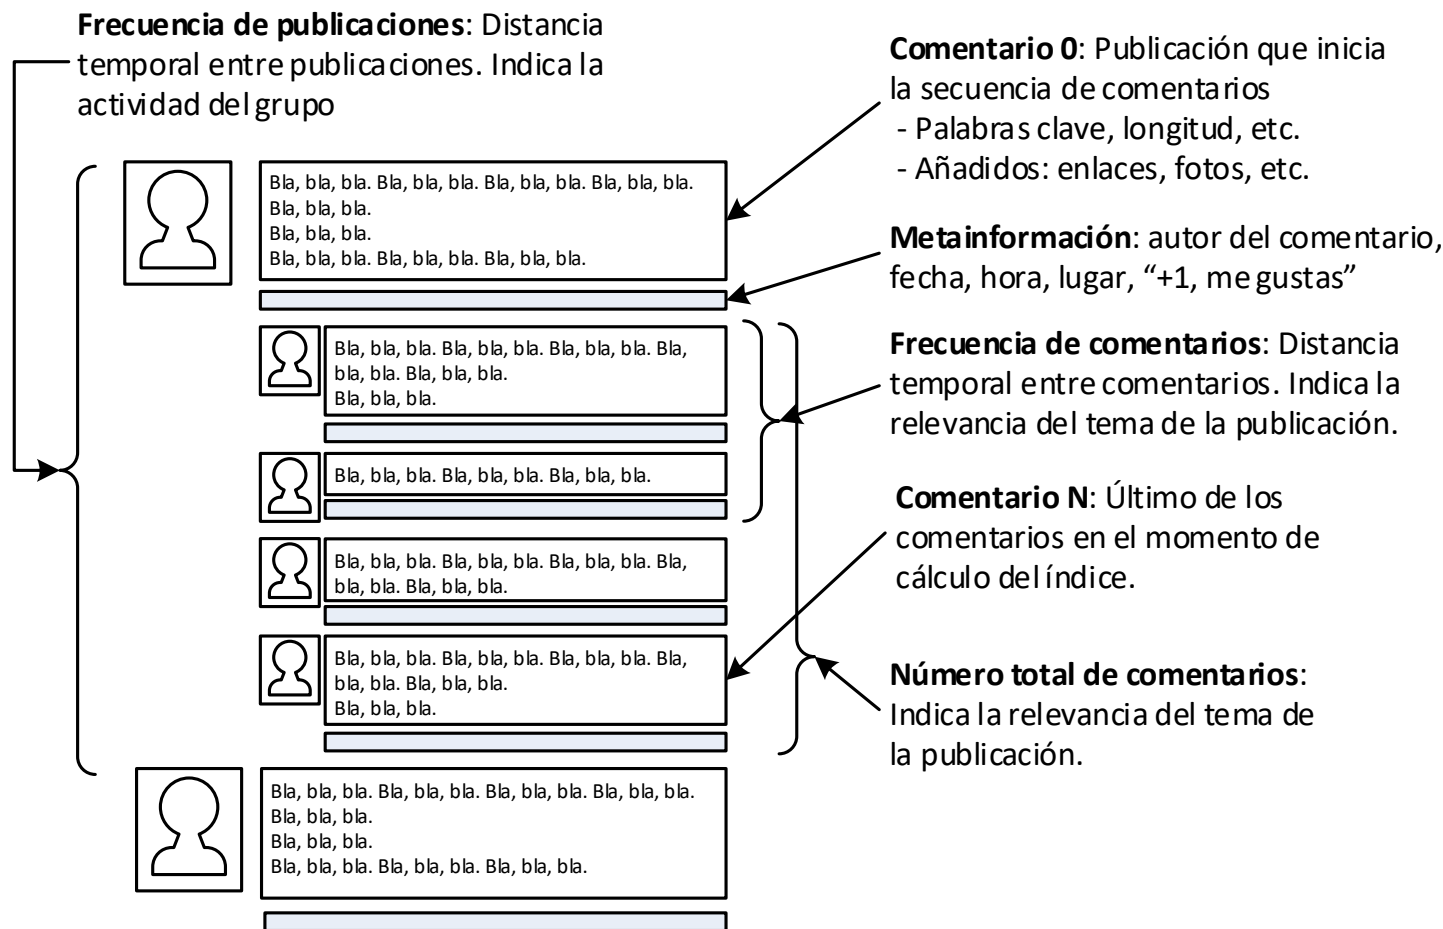 Frecuencia de publicaciones: Distancia
temporal entre publicaciones. Indica la
actividad del grupo
Comentario 0: Publicación que inicia
la secuencia de comentarios
- Palabras clave, longitud, etc.
- Añadidos: enlaces, fotos, etc.
Bla, bla, bla. Bla, bla, bla. Bla, bla, bla. Bla, bla, bla.
Bla, bla, bla.
Bla, bla, bla.
Bla, bla, bla. Bla, bla, bla. Bla, bla, bla.
Metainformación: autor del comentario,
fecha, hora, lugar, “+1, me gustas”
Bla, bla, bla. Bla, bla, bla. Bla, bla, bla. Bla,
bla, bla. Bla, bla, bla.
Bla, bla, bla.
Frecuencia de comentarios: Distancia
temporal entre comentarios. Indica la
relevancia del tema de la publicación.
Bla, bla, bla. Bla, bla, bla. Bla, bla, bla.
Comentario N: Último de los
comentarios en el momento de
cálculo del índice.
Bla, bla, bla. Bla, bla, bla. Bla, bla, bla. Bla,
bla, bla. Bla, bla, bla.
Bla, bla, bla. Bla, bla, bla. Bla, bla, bla. Bla,
bla, bla. Bla, bla, bla.
Bla, bla, bla.
Número total de comentarios:
Indica la relevancia del tema de
la publicación.
Bla, bla, bla. Bla, bla, bla. Bla, bla, bla. Bla, bla, bla.
Bla, bla, bla.
Bla, bla, bla.
Bla, bla, bla. Bla, bla, bla. Bla, bla, bla.